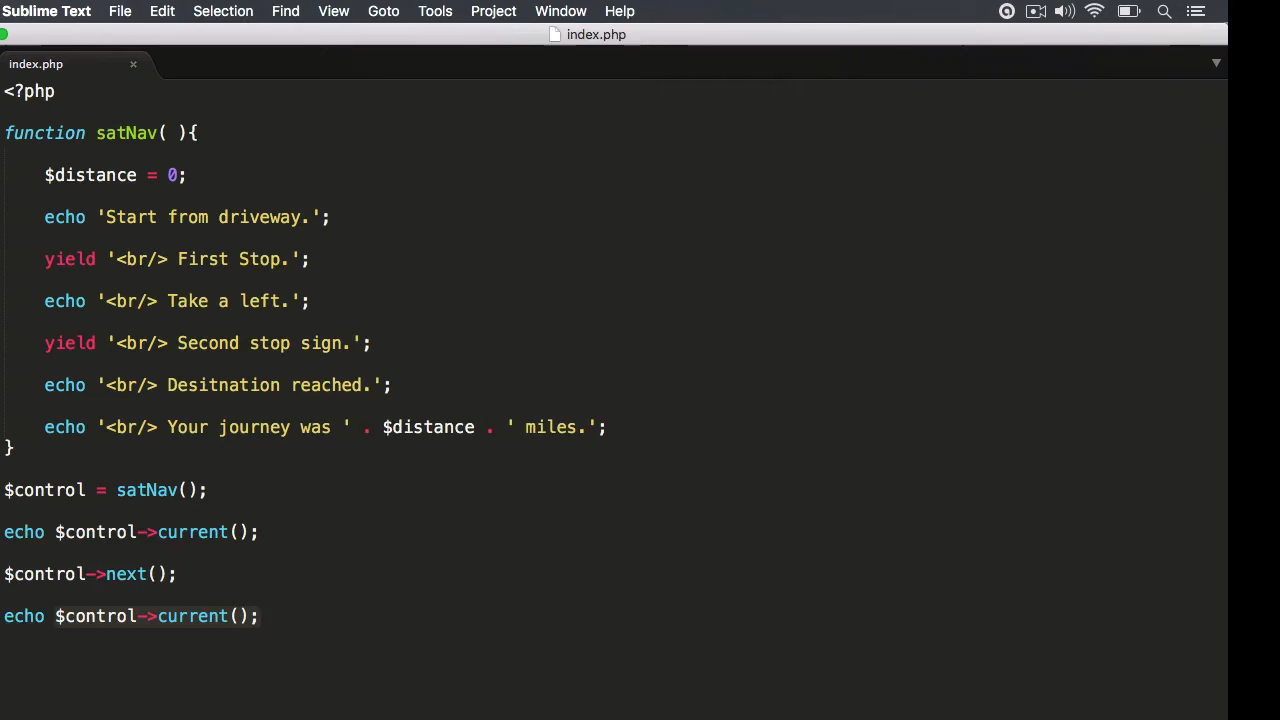 Sublime Text File Edit Selection Find View Goto Tools Project Window Help
index.php
index.php ×
<?php
function satNav( ){
$distance = 0;
echo 'Start from driveway.';
yield '<br/> First Stop.';
echo '<br/> Take a left.';
yield '<br/> Second stop sign.';
echo '<br/> Desitnation reached.';
echo '<br/> Your journey was ' . $distance . ' miles.';
}
$control = satNav();
echo $control->current();
$control->next();
echo $control->current();